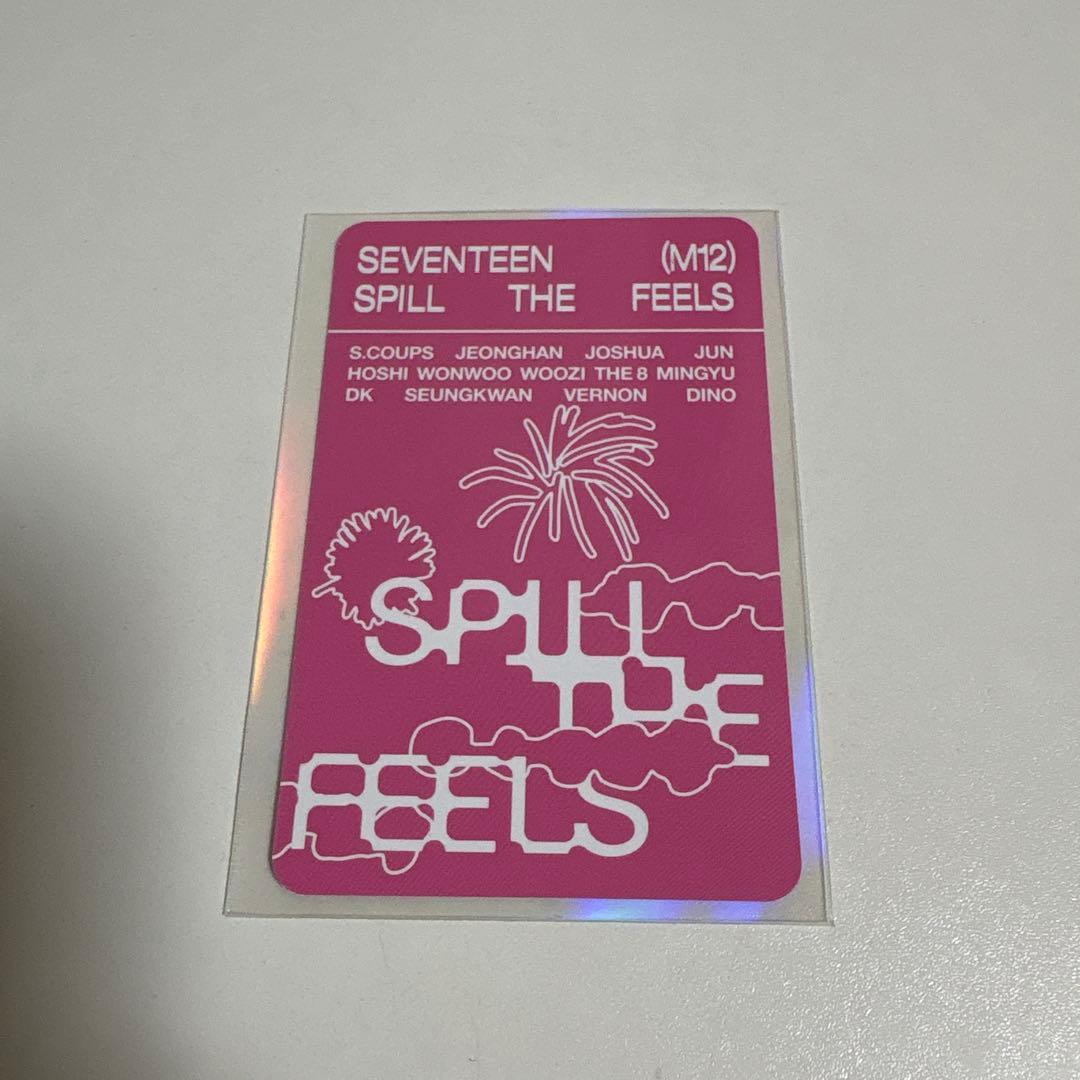 SEVENTEEN (M12)
SPILL THE FEELS
S.COUPS JEONGHAN JOSHUA JUN
HOSHI WONWOO WOOZI THE 8 MINGYU
DK SEUNGKWAN VERNON DINO
SPILL
THE
FEELS